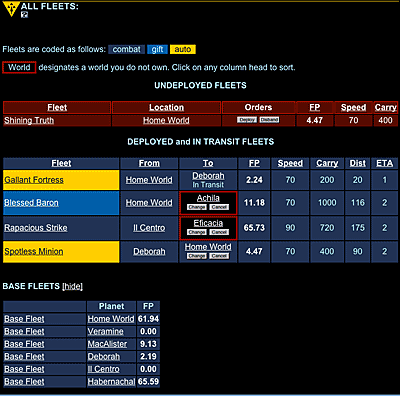 ALL FLEETS:
Fleets are coded as follows: combat gift auto
World designates a world you do not own. Click on any column head to sort.
UNDEPLOYED FLEETS
Fleet Location Orders FP Speed Carry
Shining Truth Home World Deploy Disband 4.47 70 400
DEPLOYED and IN TRANSIT FLEETS
Fleet From To FP Speed Carry Dist ETA
Gallant Fortress Home World Deborah In Transit 2.24 70 200 20 1
Blessed Baron Home World Achila Change Cancel 11.18 70 1000 116 2
Rapacious Strike Il Centro Eficacia Change Cancel 65.73 90 720 175 2
Spotless Minion Deborah Home World Change Cancel 4.47 70 400 90 2
BASE FLEETS [hide]
Planet FP
Base Fleet Home World 61.94
Base Fleet Veramine 0.00
Base Fleet MacAlister 9.13
Base Fleet Deborah 2.19
Base Fleet Il Centro 0.00
Base Fleet Habernachal 65.59